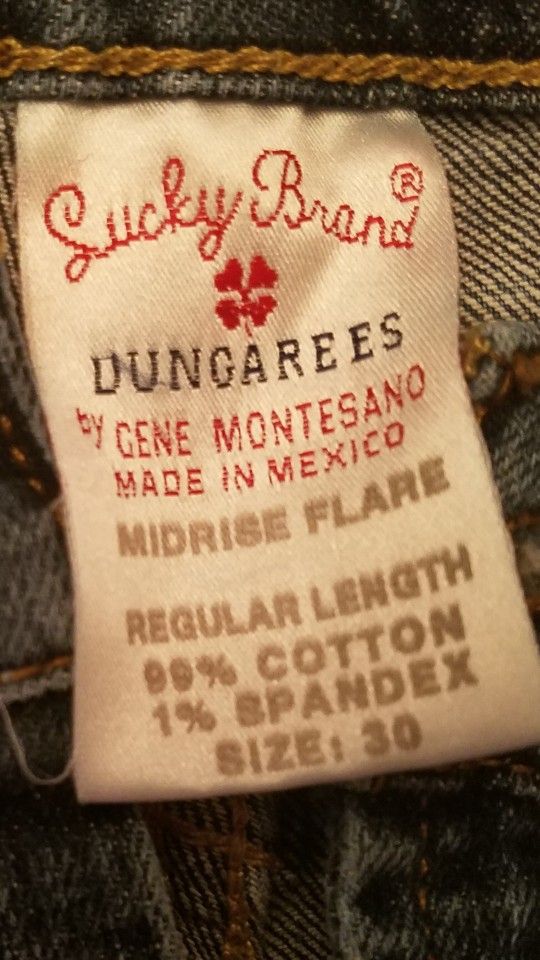 Lucky Brand ®
DUNGAREES
by GENE MONTESANO
MADE IN MEXICO
MIDRISE FLARE
REGULAR LENGTH
99% COTTON
1% SPANDEX
SIZE: 30